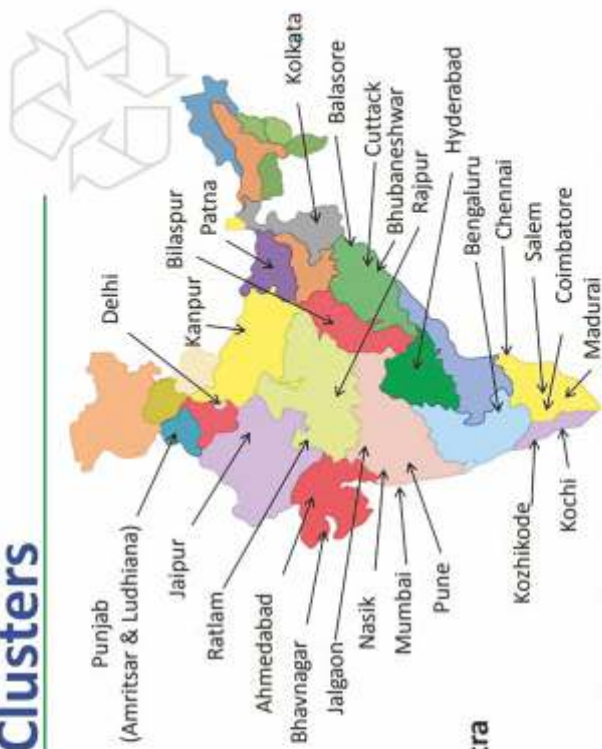 Clusters
Punjab
(Amritsar & Ludhiana)
Jaipur
Ratlam
Ahmedabad
Bhavnagar
Jalgaon
Nasik
Mumbai
Pune
Kozhikode
Kochi
Delhi
Kanpur
Bilaspur
Patna
Kolkata
Balasore
Cuttack
Bhubaneshwar
Rajpur
Hyderabad
Bengaluru
Chennai
Salem
Coimbatore
Madurai